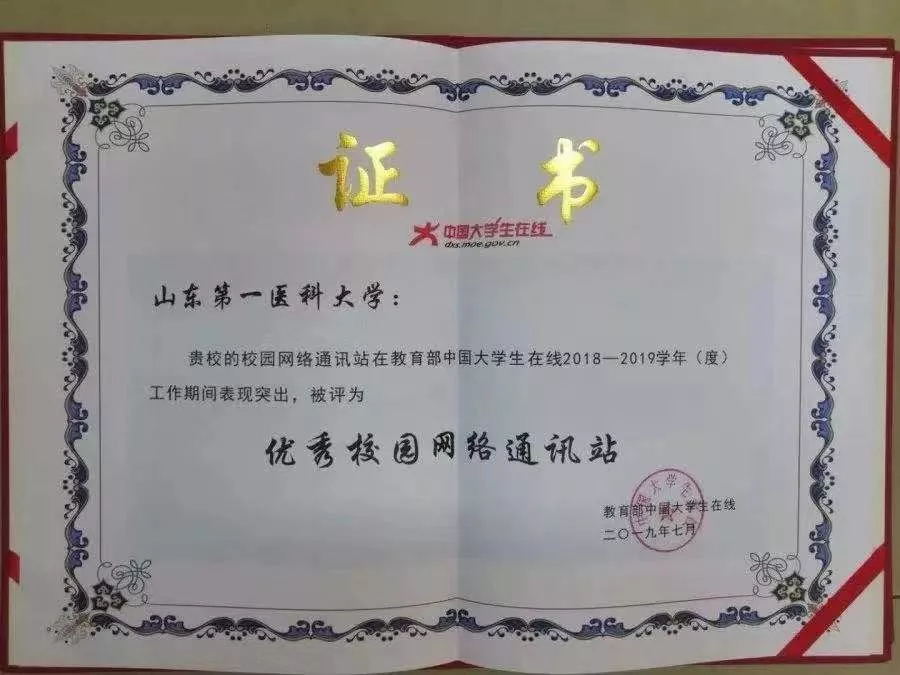 证 书
中国大学生在线
dxs.moe.gov.cn
山东第一医科大学：
贵校的校园网络通讯站在教育部中国大学生在线2018—2019学年（度）
工作期间表现突出，被评为
优秀校园网络通讯站
教育部中国大学生在线
二〇一九年七月